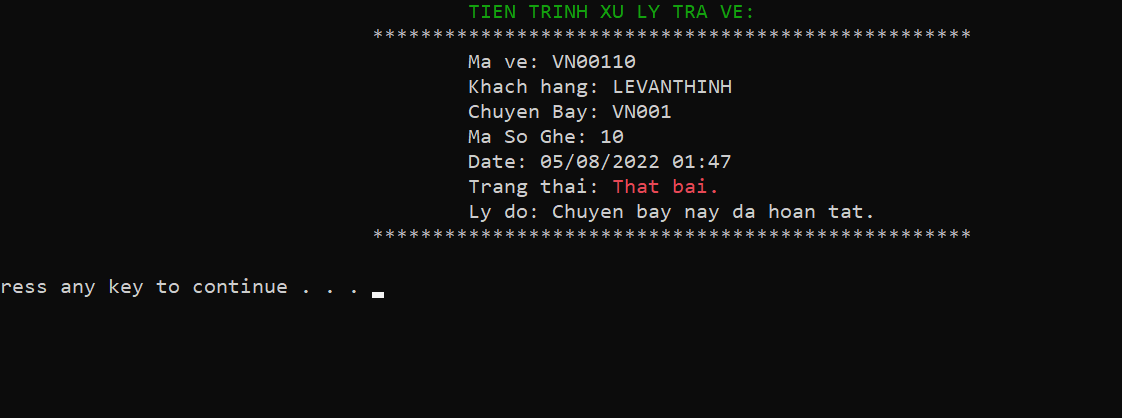 TIEN TRINH XU LY TRA VE:
**************************************************
Ma ve: VN00110
Khach hang: LEVANTHINH
Chuyen Bay: VN001
Ma So Ghe: 10
Date: 05/08/2022 01:47
Trang thai: That bai.
Ly do: Chuyen bay nay da hoan tat.
**************************************************
ress any key to continue . . .